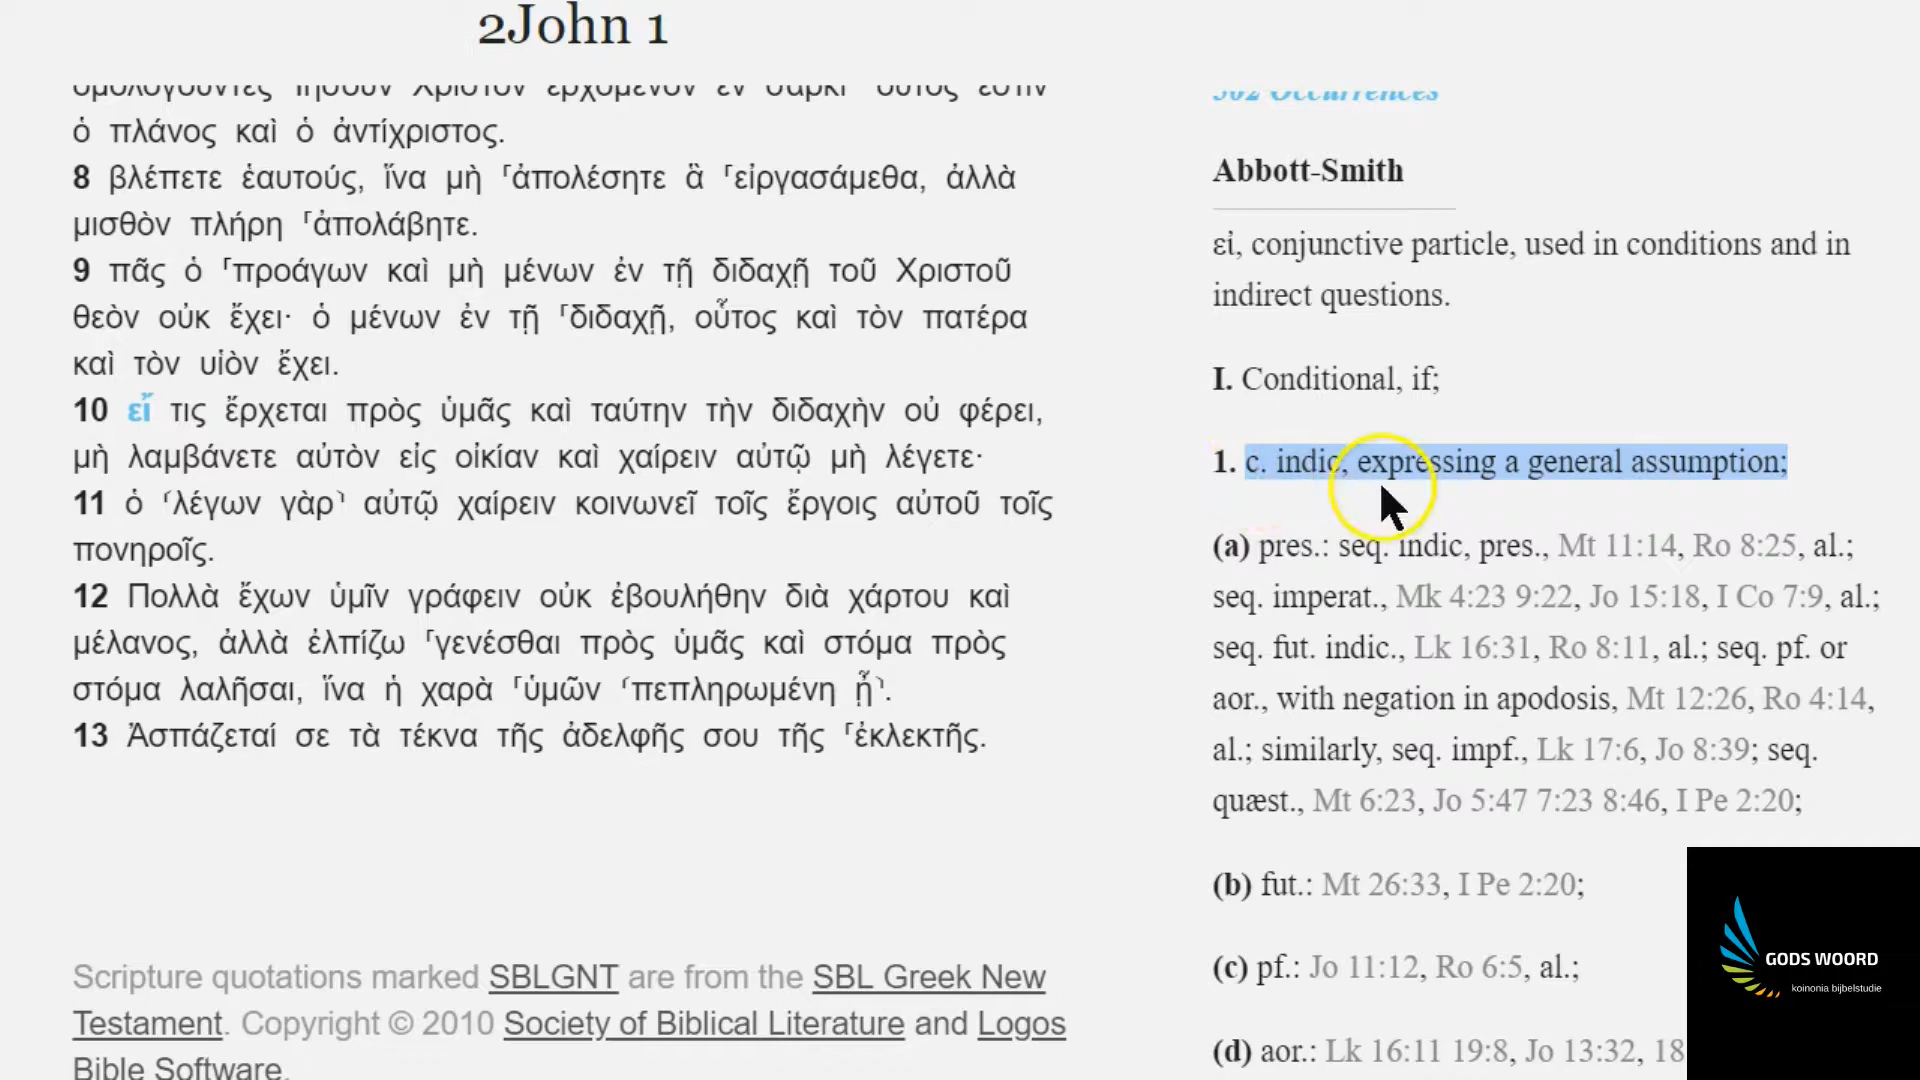 2John 1
ὁμολογοῦντες Ἰησοῦν Χριστὸν ἐρχόμενον ἐν σαρκί· οὗτός ἐστιν
ὁ πλάνος καὶ ὁ ἀντίχριστος.
8 βλέπετε ἑαυτούς, ἵνα μὴ ⸀ἀπολέσητε ἃ ⸀εἰργασάμεθα, ἀλλὰ
μισθὸν πλήρη ⸀ἀπολάβητε.
9 πᾶς ὁ ⸀προάγων καὶ μὴ μένων ἐν τῇ διδαχῇ τοῦ Χριστοῦ
θεὸν οὐκ ἔχει· ὁ μένων ἐν τῇ ⸀διδαχῇ, οὗτος καὶ τὸν πατέρα
καὶ τὸν υἱὸν ἔχει.
10 εἴ τις ἔρχεται πρὸς ὑμᾶς καὶ ταύτην τὴν διδαχὴν οὐ φέρει,
μὴ λαμβάνετε αὐτὸν εἰς οἰκίαν καὶ χαίρειν αὐτῷ μὴ λέγετε·
11 ὁ ⸂λέγων γὰρ⸃ αὐτῷ χαίρειν κοινωνεῖ τοῖς ἔργοις αὐτοῦ τοῖς
πονηροῖς.
12 Πολλὰ ἔχων ὑμῖν γράφειν οὐκ ἐβουλήθην διὰ χάρτου καὶ
μέλανος, ἀλλὰ ἐλπίζω ⸀γενέσθαι πρὸς ὑμᾶς καὶ στόμα πρὸς
στόμα λαλῆσαι, ἵνα ἡ χαρὰ ⸀ὑμῶν ⸂πεπληρωμένη ᾖ⸃.
13 Ἀσπάζεταί σε τὰ τέκνα τῆς ἀδελφῆς σου τῆς ⸀ἐκλεκτῆς.
Scripture quotations marked SBLGNT are from the SBL Greek New
Testament. Copyright © 2010 Society of Biblical Literature and Logos
Bible Software.
502 Occurrences
Abbott-Smith
εἰ, conjunctive particle, used in conditions and in
indirect questions.
I. Conditional, if;
1. c. indic, expressing a general assumption;
(a) pres.: seq. indic, pres., Mt 11:14, Ro 8:25, al.;
seq. imperat., Mk 4:23 9:22, Jo 15:18, I Co 7:9, al.;
seq. fut. indic., Lk 16:31, Ro 8:11, al.; seq. pf. or
aor., with negation in apodosis, Mt 12:26, Ro 4:14,
al.; similarly, seq. impf., Lk 17:6, Jo 8:39; seq.
quæst., Mt 6:23, Jo 5:47 7:23 8:46, I Pe 2:20;
(b) fut.: Mt 26:33, I Pe 2:20;
(c) pf.: Jo 11:12, Ro 6:5, al.;
(d) aor.: Lk 16:11 19:8, Jo 13:32, 18
GODS WOORD
koinonia bijbelstudie